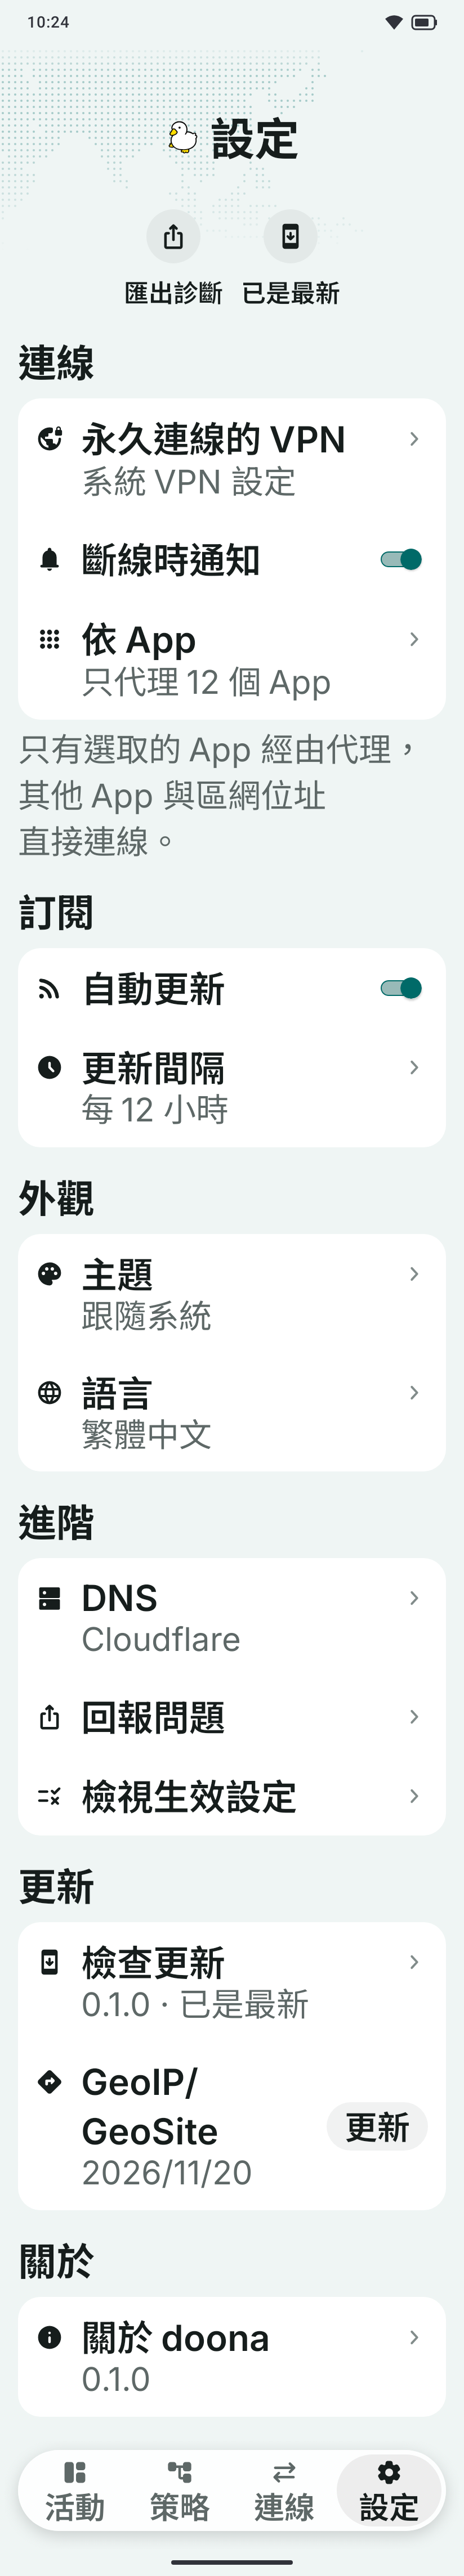 10:24
設定
匯出診斷
已是最新
連線
永久連線的 VPN
系統 VPN 設定
斷線時通知
依 App
只代理 12 個 App
只有選取的 App 經由代理，
其他 App 與區網位址
直接連線。
訂閱
自動更新
更新間隔
每 12 小時
外觀
主題
跟隨系統
語言
繁體中文
進階
DNS
Cloudflare
回報問題
檢視生效設定
更新
檢查更新
0.1.0 · 已是最新
GeoIP/
GeoSite
更新
2026/11/20
關於
關於 doona
0.1.0
活動
策略
連線
設定